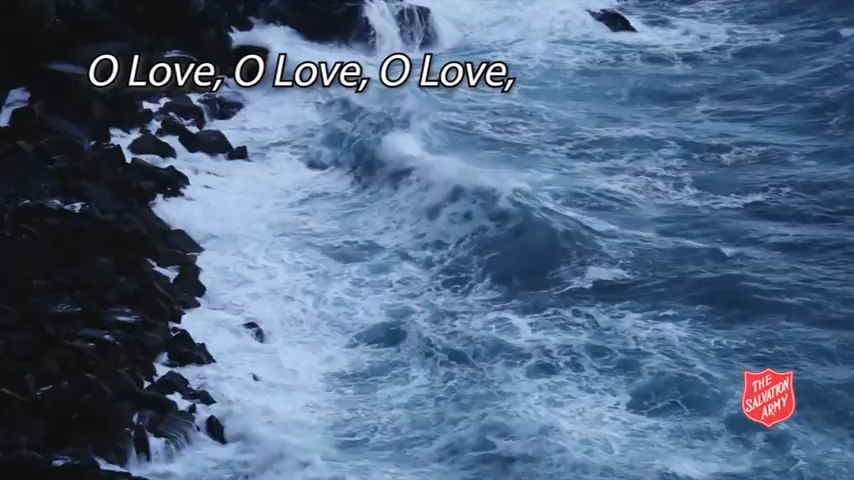 O Love, O Love, O Love,
THE
SALVATION
ARMY